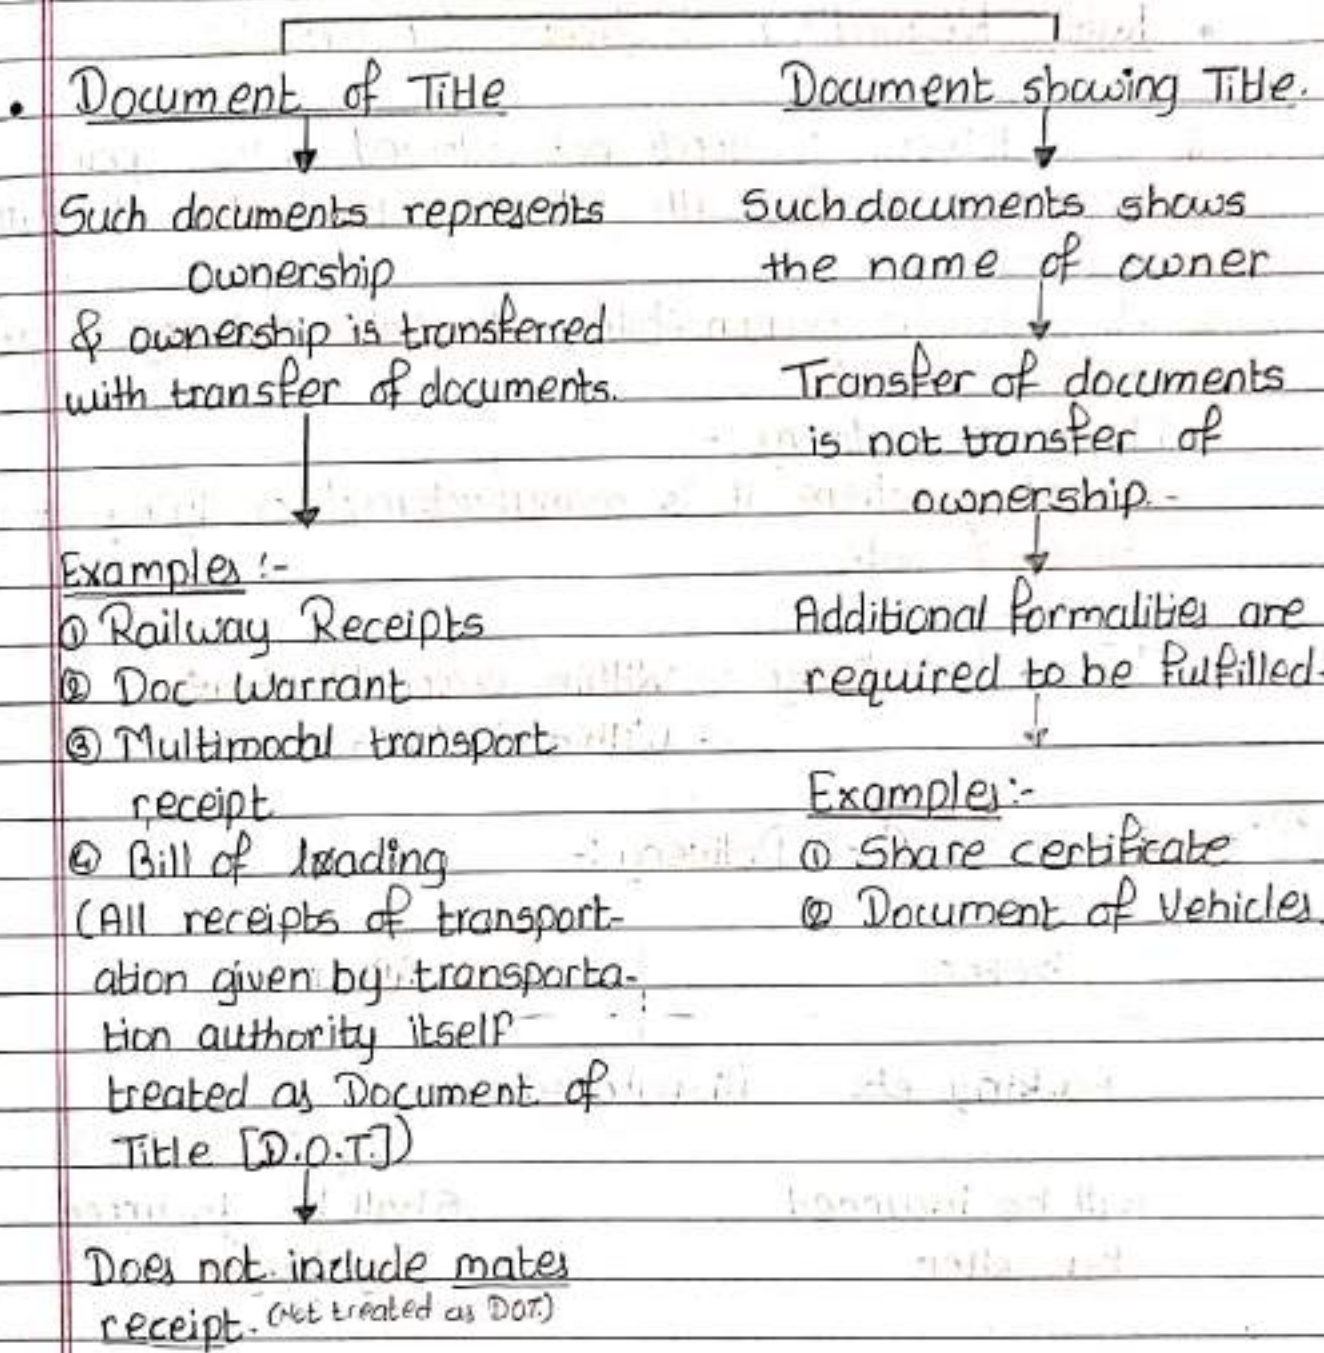 • Document of Title
Such documents represents
ownership
& ownership is transferred
with transfer of documents.
Examples :-
① Railway Receipts
② Doc Warrant
③ Multimodal transport
receipt
④ Bill of loading
(All receipts of transport-
ation given by transporta-
tion authority itself
treated as Document of
Title [D.O.T.])
Does not include mates
receipt. (Not treated as DOT.)
Document showing Title.
Such documents shows
the name of owner
Transfer of documents
is not transfer of
ownership.-
Additional formalities are
required to be fulfilled.
Examples:-
① Share certificate
② Document of Vehicles.